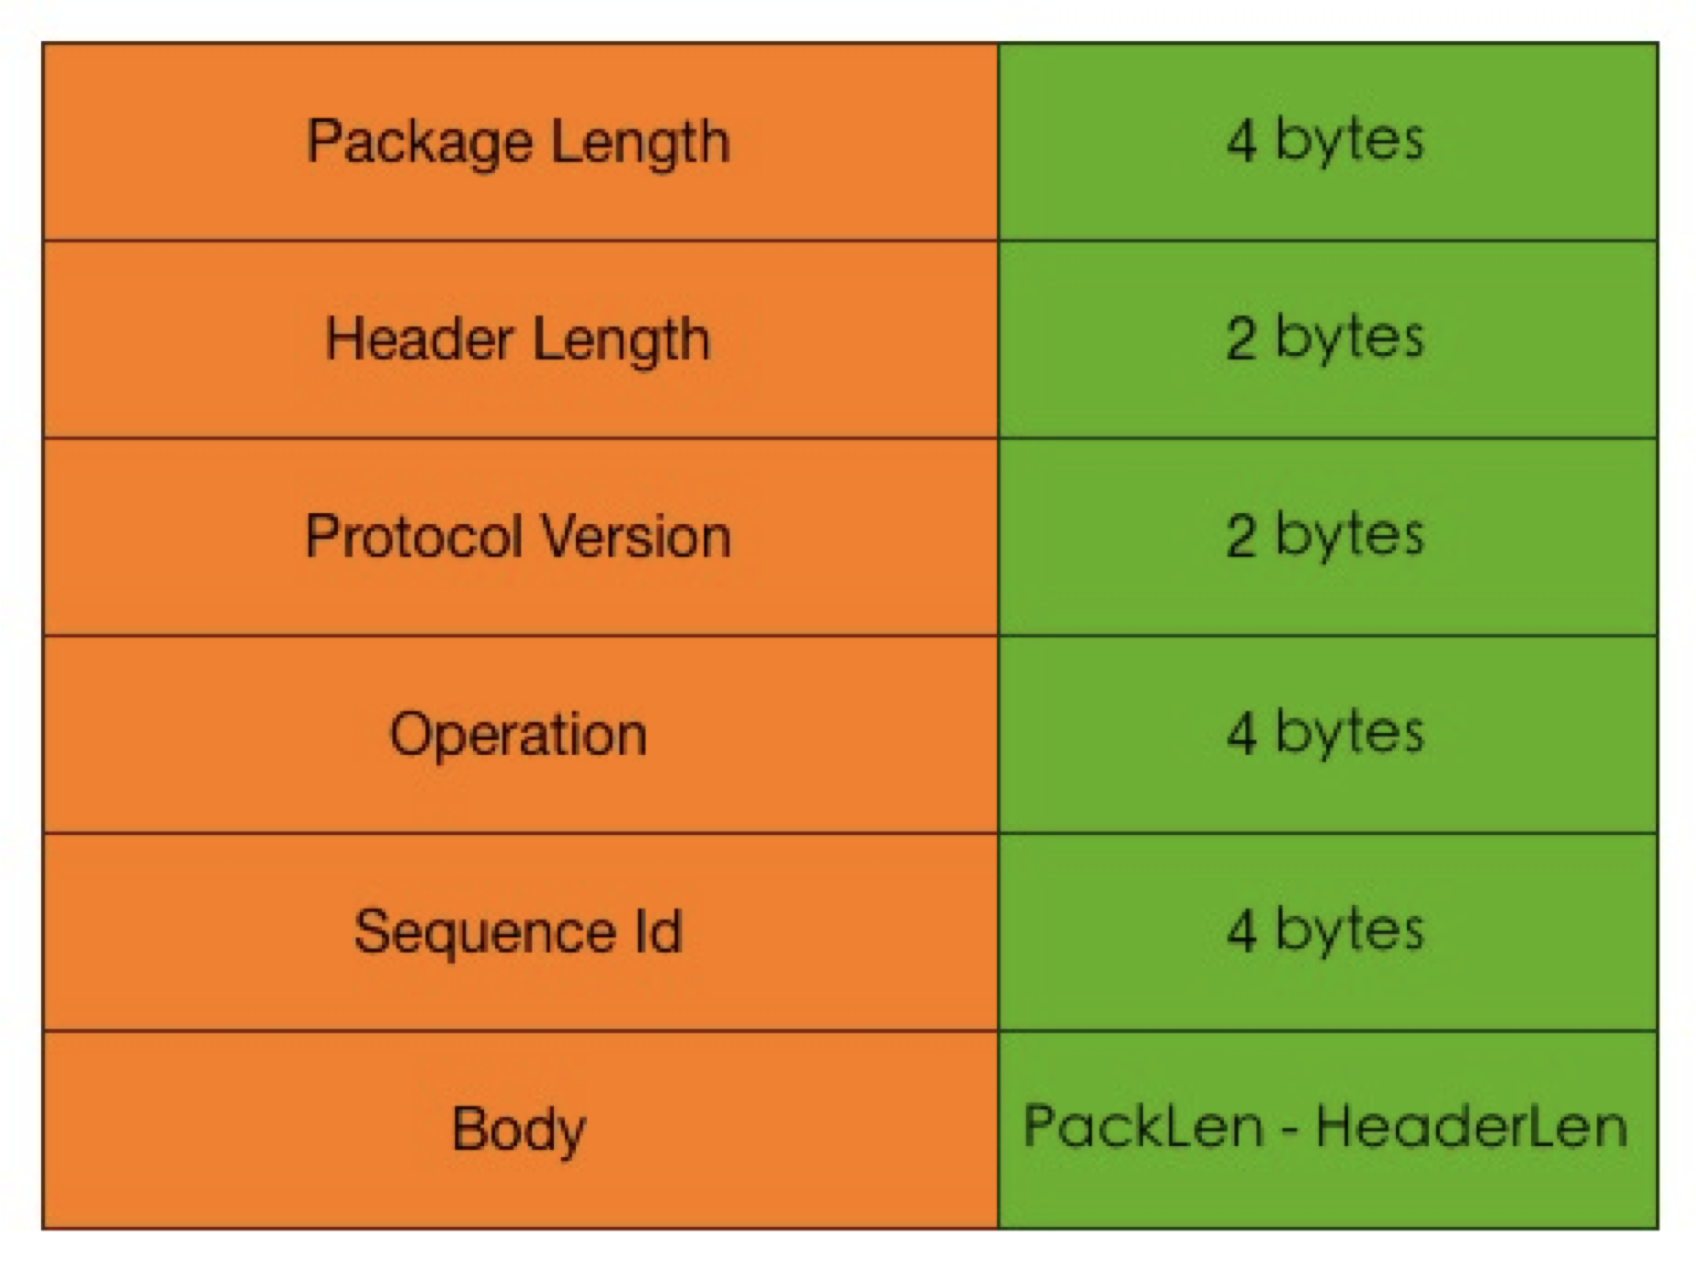 Package Length 4 bytes
Header Length 2 bytes
Protocol Version 2 bytes
Operation 4 bytes
Sequence Id 4 bytes
Body PackLen - HeaderLen